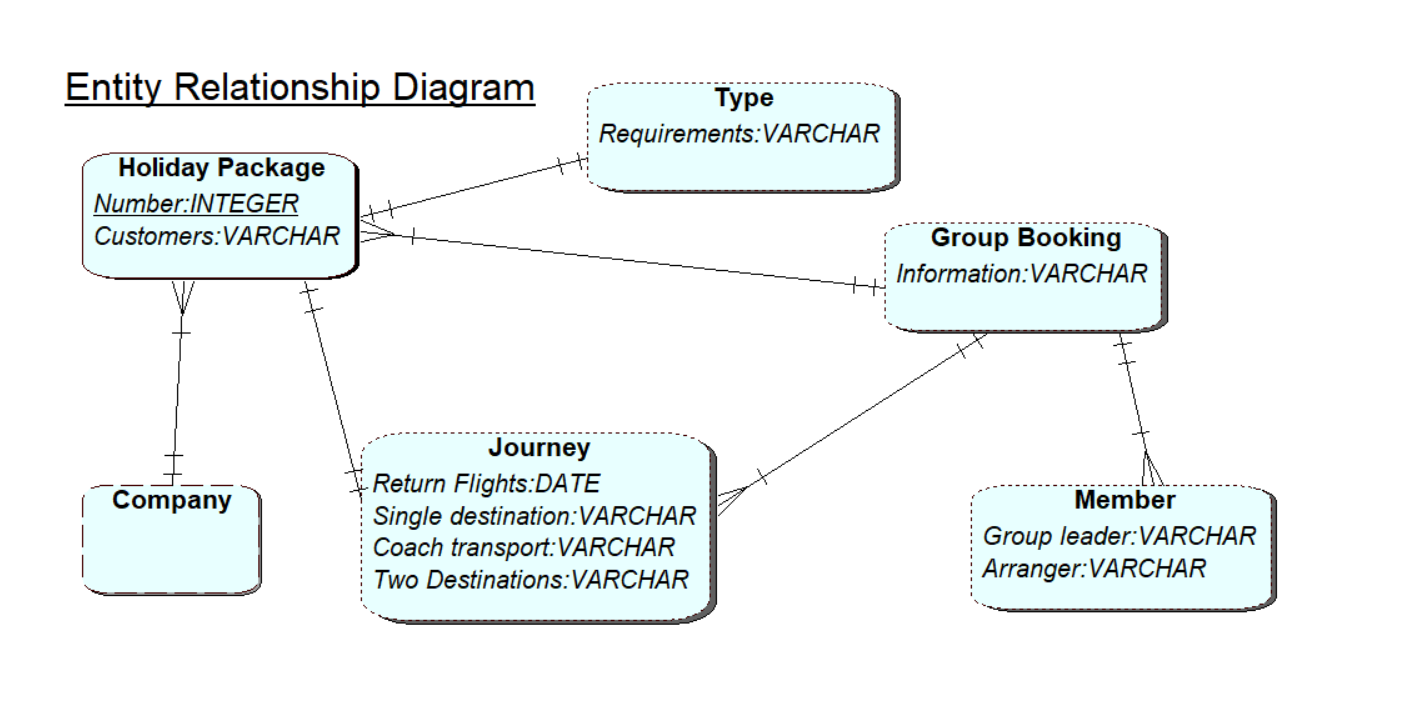 Entity Relationship Diagram
Type
Requirements:VARCHAR
Holiday Package
Number:INTEGER
Customers:VARCHAR
Group Booking
Information:VARCHAR
Journey
Return Flights:DATE
Single destination:VARCHAR
Coach transport:VARCHAR
Two Destinations:VARCHAR
Company
Member
Group leader:VARCHAR
Arranger:VARCHAR